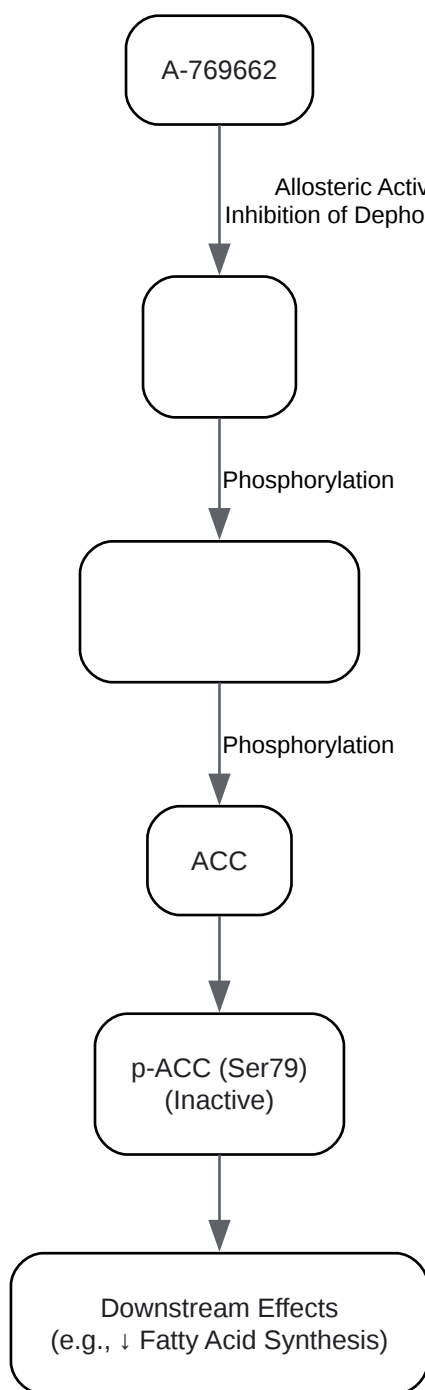 A-769662
Allosteric Activ
Inhibition of Depho
Phosphorylation
Phosphorylation
ACC
p-ACC (Ser79)
(Inactive)
Downstream Effects
(e.g., ↓ Fatty Acid Synthesis)